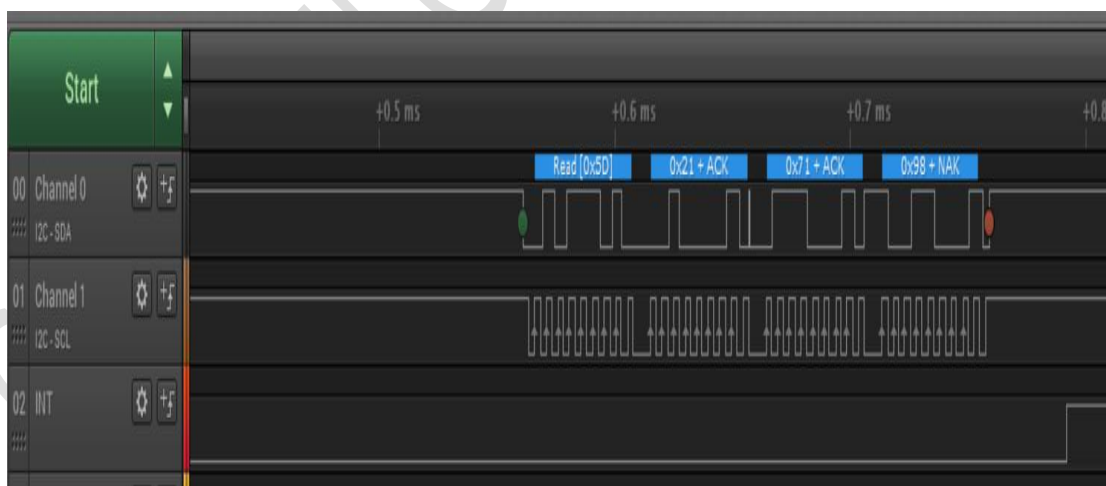 Start
+0.5 ms
+0.6 ms
+0.7 ms
+0.8
Read [0x5D]
0x21 + ACK
0x71 + ACK
0x98 + NAK
00 Channel 0
I2C - SDA
01 Channel 1
I2C - SCL
02 INT